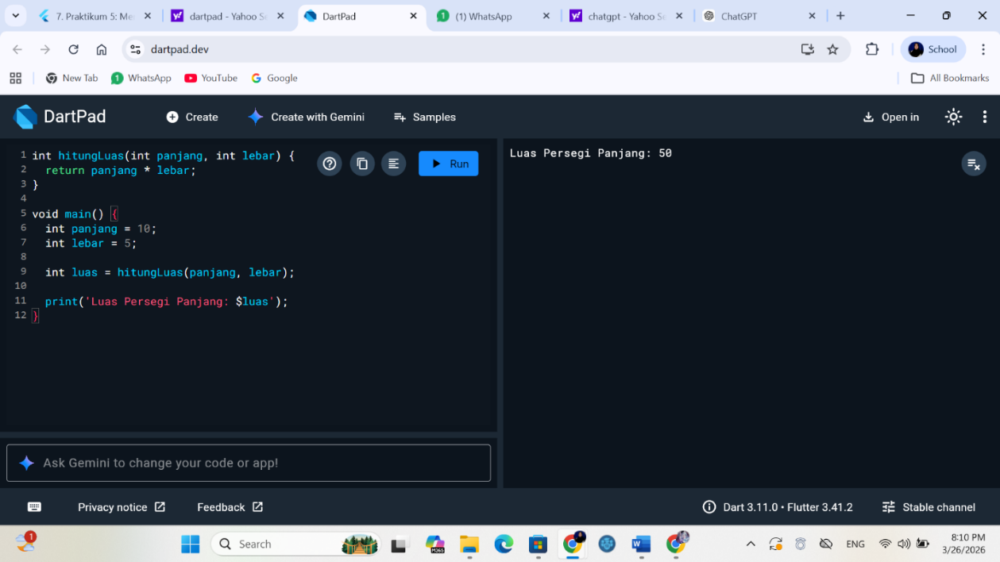 7. Praktikum 5: Me
dartpad - Yahoo Se
DartPad
(1) WhatsApp
chatgpt - Yahoo Se
ChatGPT
dartpad.dev
School
New Tab
1 WhatsApp
YouTube
Google
All Bookmarks
DartPad
Create
Create with Gemini
Samples
Open in
1 int hitungLuas(int panjang, int lebar) {
2 return panjang * lebar;
3 }
4
5 void main() {
6 int panjang = 10;
7 int lebar = 5;
8
9 int luas = hitungLuas(panjang, lebar);
10
11 print('Luas Persegi Panjang: $luas');
12 }
Run
Luas Persegi Panjang: 50
Ask Gemini to change your code or app!
Privacy notice
Feedback
Dart 3.11.0 • Flutter 3.41.2
Stable channel
1
Search
M365
ENG
8:10 PM
3/26/2026